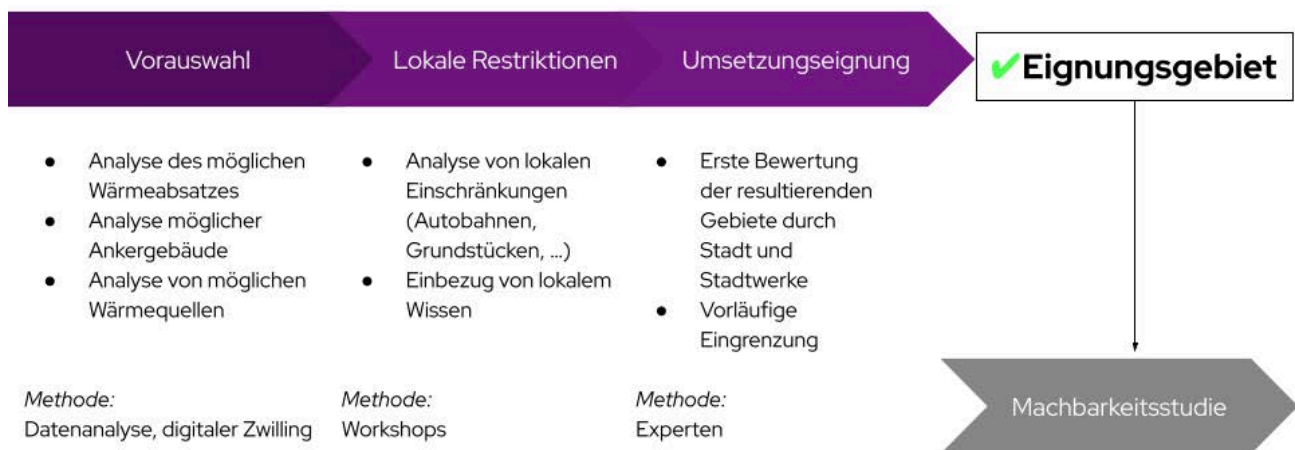 Vorauswahl
Lokale Restriktionen
Umsetzungseignung
✔Eignungsgebiet
● Analyse des möglichen
Wärmeabsatzes
● Analyse möglicher
Ankergebäude
● Analyse von möglichen
Wärmequellen
Methode:
Datenanalyse, digitaler Zwilling
● Analyse von lokalen
Einschränkungen
(Autobahnen,
Grundstücken, ...)
● Einbezug von lokalem
Wissen
Methode:
Workshops
● Erste Bewertung
der resultierenden
Gebiete durch
Stadt und
Stadtwerke
● Vorläufige
Eingrenzung
Methode:
Experten
Machbarkeitsstudie